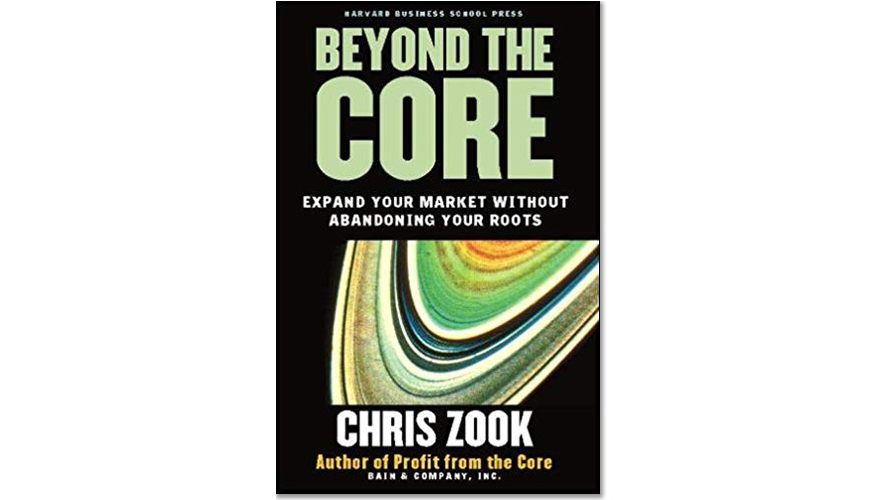 HARVARD BUSINESS SCHOOL PRESS
BEYOND THE
CORE
EXPAND YOUR MARKET WITHOUT
ABANDONING YOUR ROOTS
CHRIS ZOOK
Author of Profit from the Core
BAIN & COMPANY, INC.